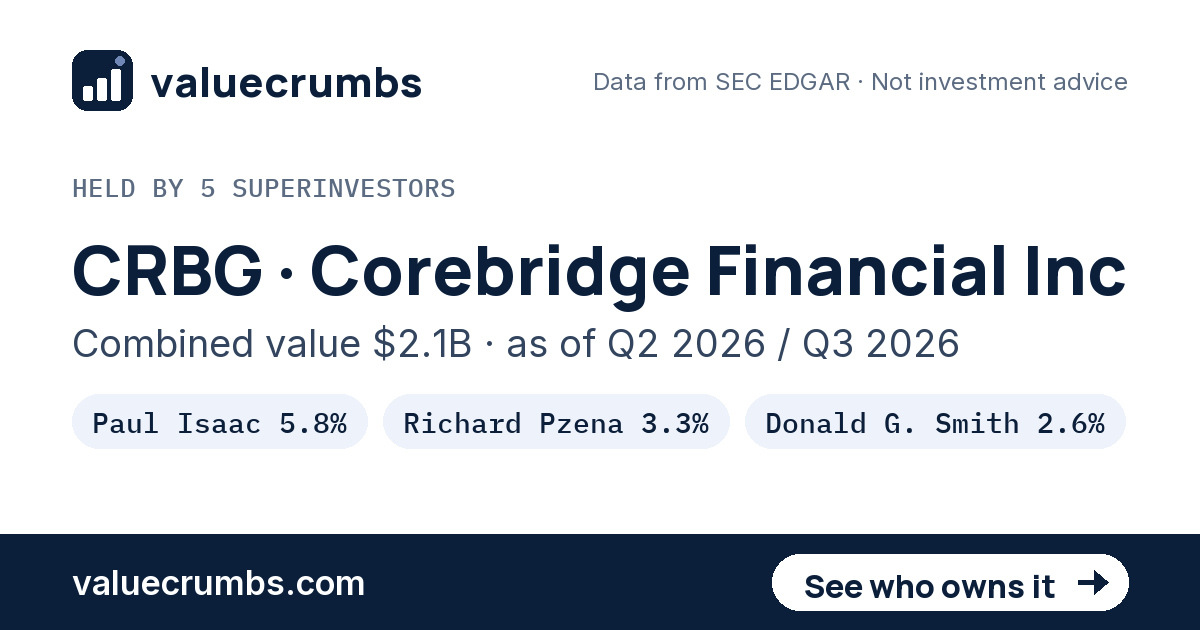 valuecrumbs
Data from SEC EDGAR · Not investment advice
HELD BY 5 SUPERINVESTORS
CRBG · Corebridge Financial Inc
Combined value $2.1B · as of Q2 2026 / Q3 2026
Paul Isaac 5.8%
Richard Pzena 3.3%
Donald G. Smith 2.6%
valuecrumbs.com
See who owns it →